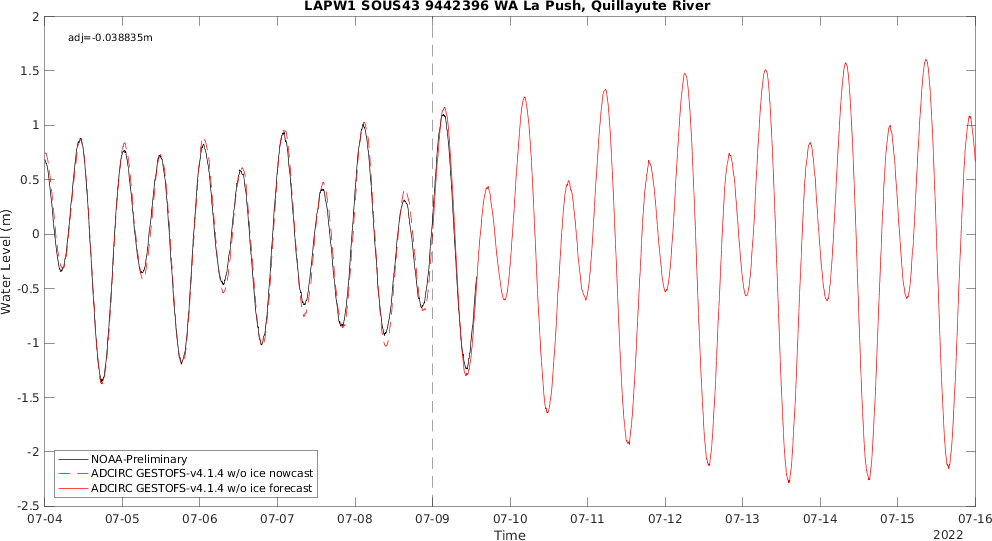 LAPW1 SOUS43 9442396 WA La Push, Quillayute River
adj=-0.038835m
Water Level (m)
2
1.5
1
0.5
0
-0.5
-1
-1.5
-2
-2.5
NOAA-Preliminary
ADCIRC GESTOFS-v4.1.4 w/o ice nowcast
ADCIRC GESTOFS-v4.1.4 w/o ice forecast
07-04 07-05 07-06 07-07 07-08 07-09 07-10 07-11 07-12 07-13 07-14 07-15 07-16
Time
2022